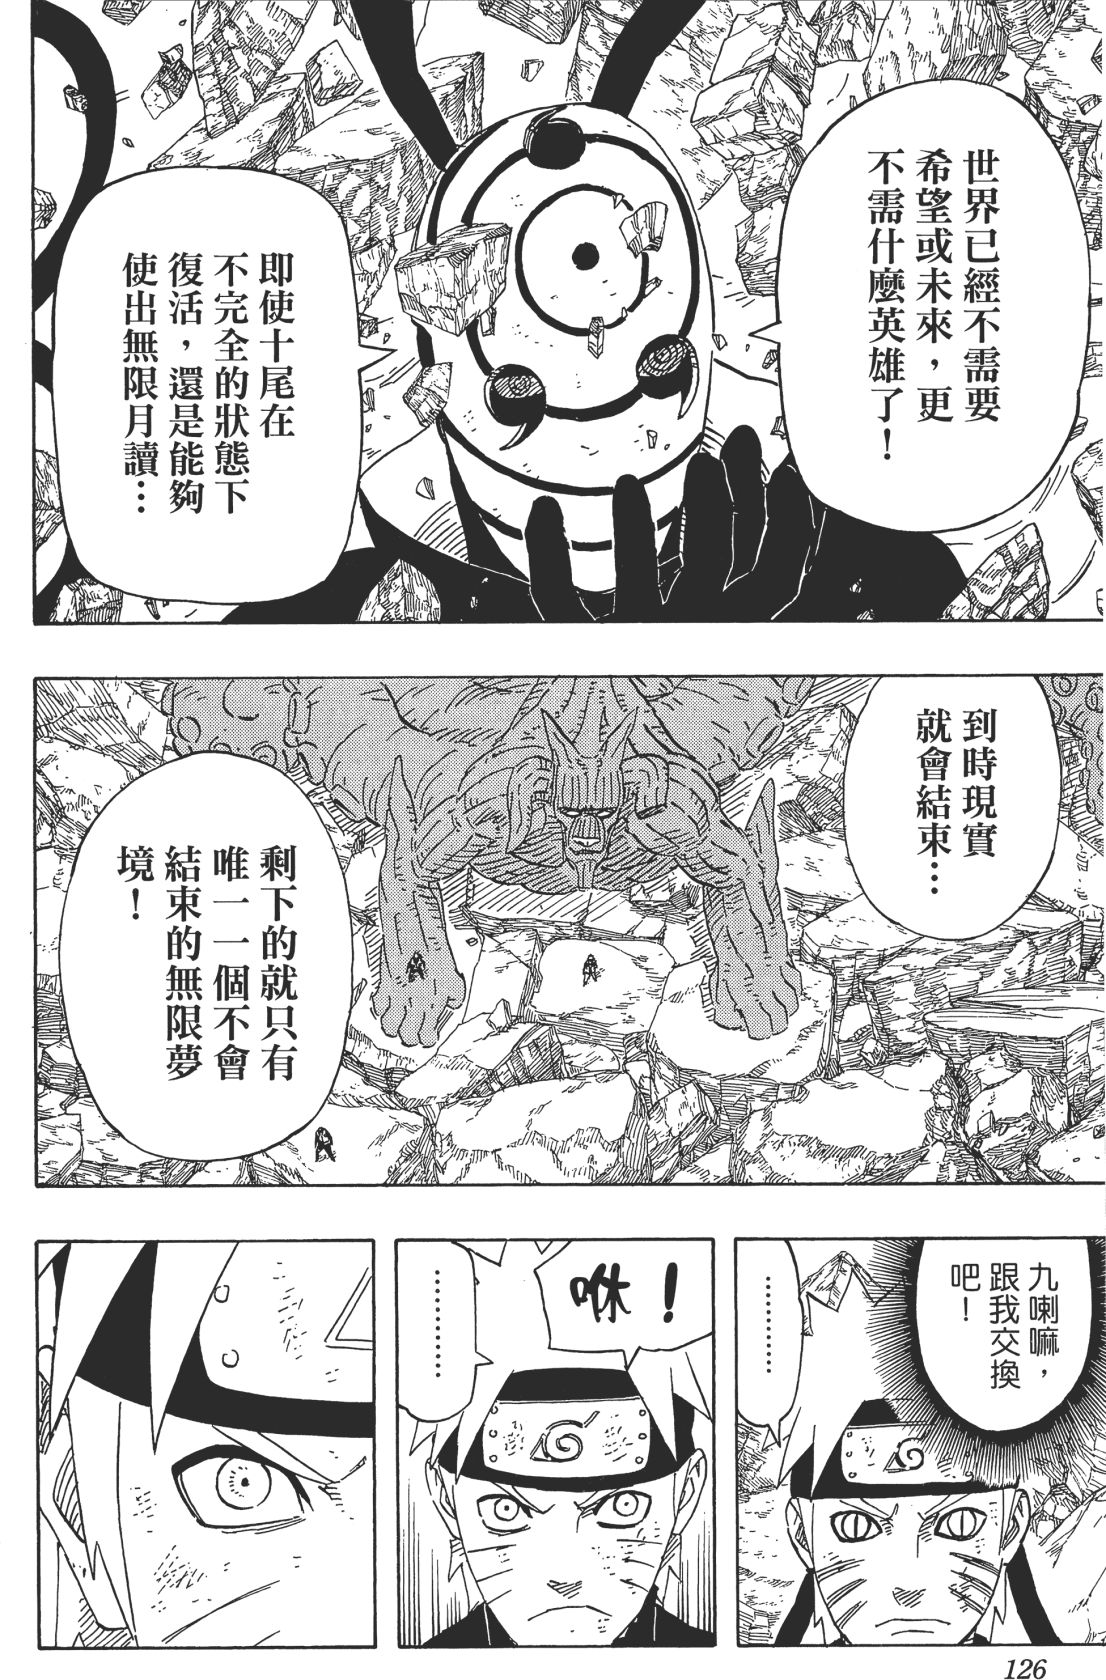 世界已經不需要
希望或未來，更
不需什麼英雄了！
即使十尾在
不完全的狀態下
復活，還是能夠
使出無限月讀…
到時現實
就會結束…
剩下的就只有
唯一一個不會
結束的無限夢
境！
九喇嘛，
跟我交換
吧！
………
咻！
………
126